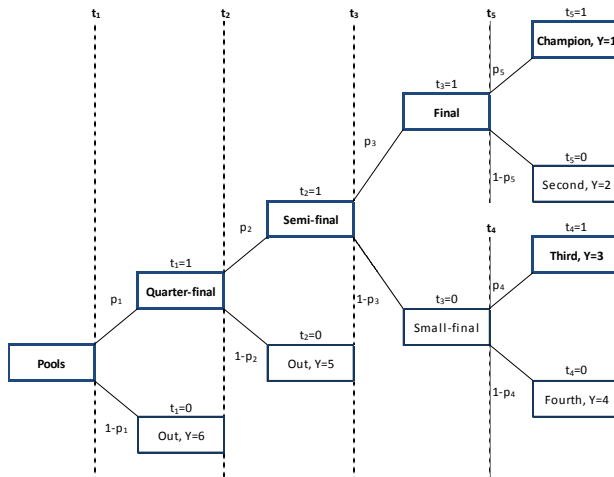 t₁
t₂
t₃
t₅
t₅=1
Champion, Y=1
p₅
t₃=1
Final
p₃
1-p₅
t₅=0
Second, Y=2
t₂=1
Semi-final
p₂
t₄
t₄=1
Third, Y=3
t₁=1
Quarter-final
p₁
1-p₃
t₃=0
Small-final
p₄
Pools
1-p₂
t₂=0
Out, Y=5
1-p₄
t₄=0
Fourth, Y=4
t₁=0
1-p₁
Out, Y=6